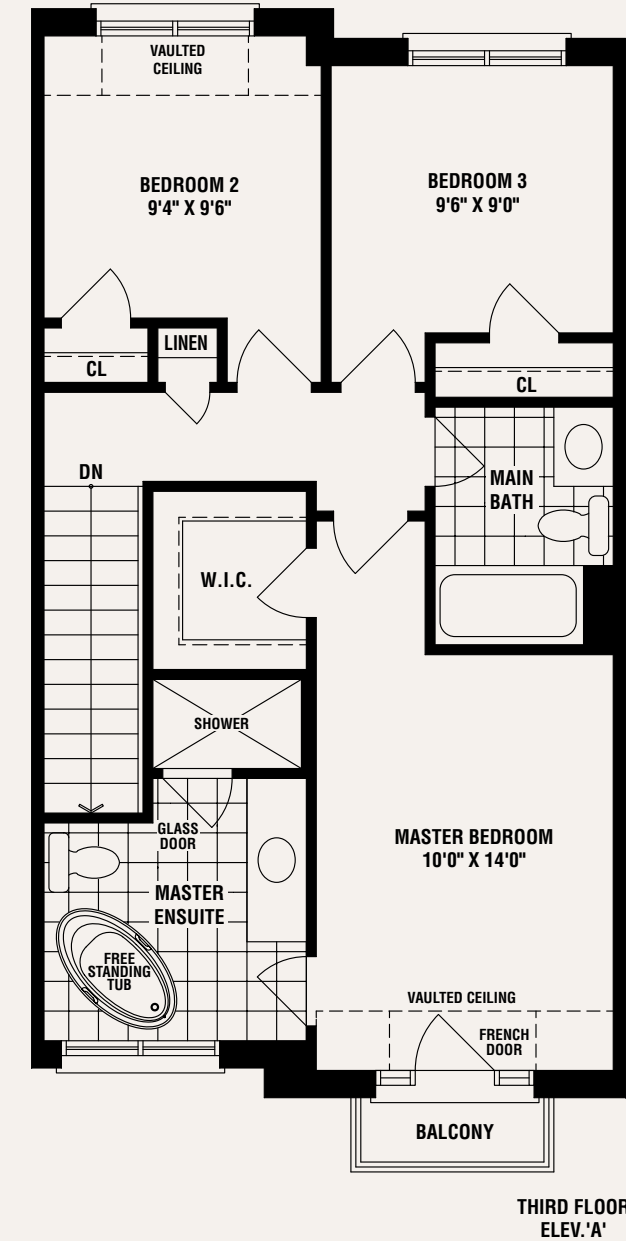 VAULTED
CEILING
BEDROOM 2
9'4" X 9'6"
BEDROOM 3
9'6" X 9'0"
LINEN
CL
CL
DN
MAIN
BATH
W.I.C.
SHOWER
GLASS
DOOR
MASTER
ENSUITE
FREE
STANDING
TUB
MASTER BEDROOM
10'0" X 14'0"
VAULTED CEILING
FRENCH
DOOR
BALCONY
THIRD FLOOR
ELEV.'A'